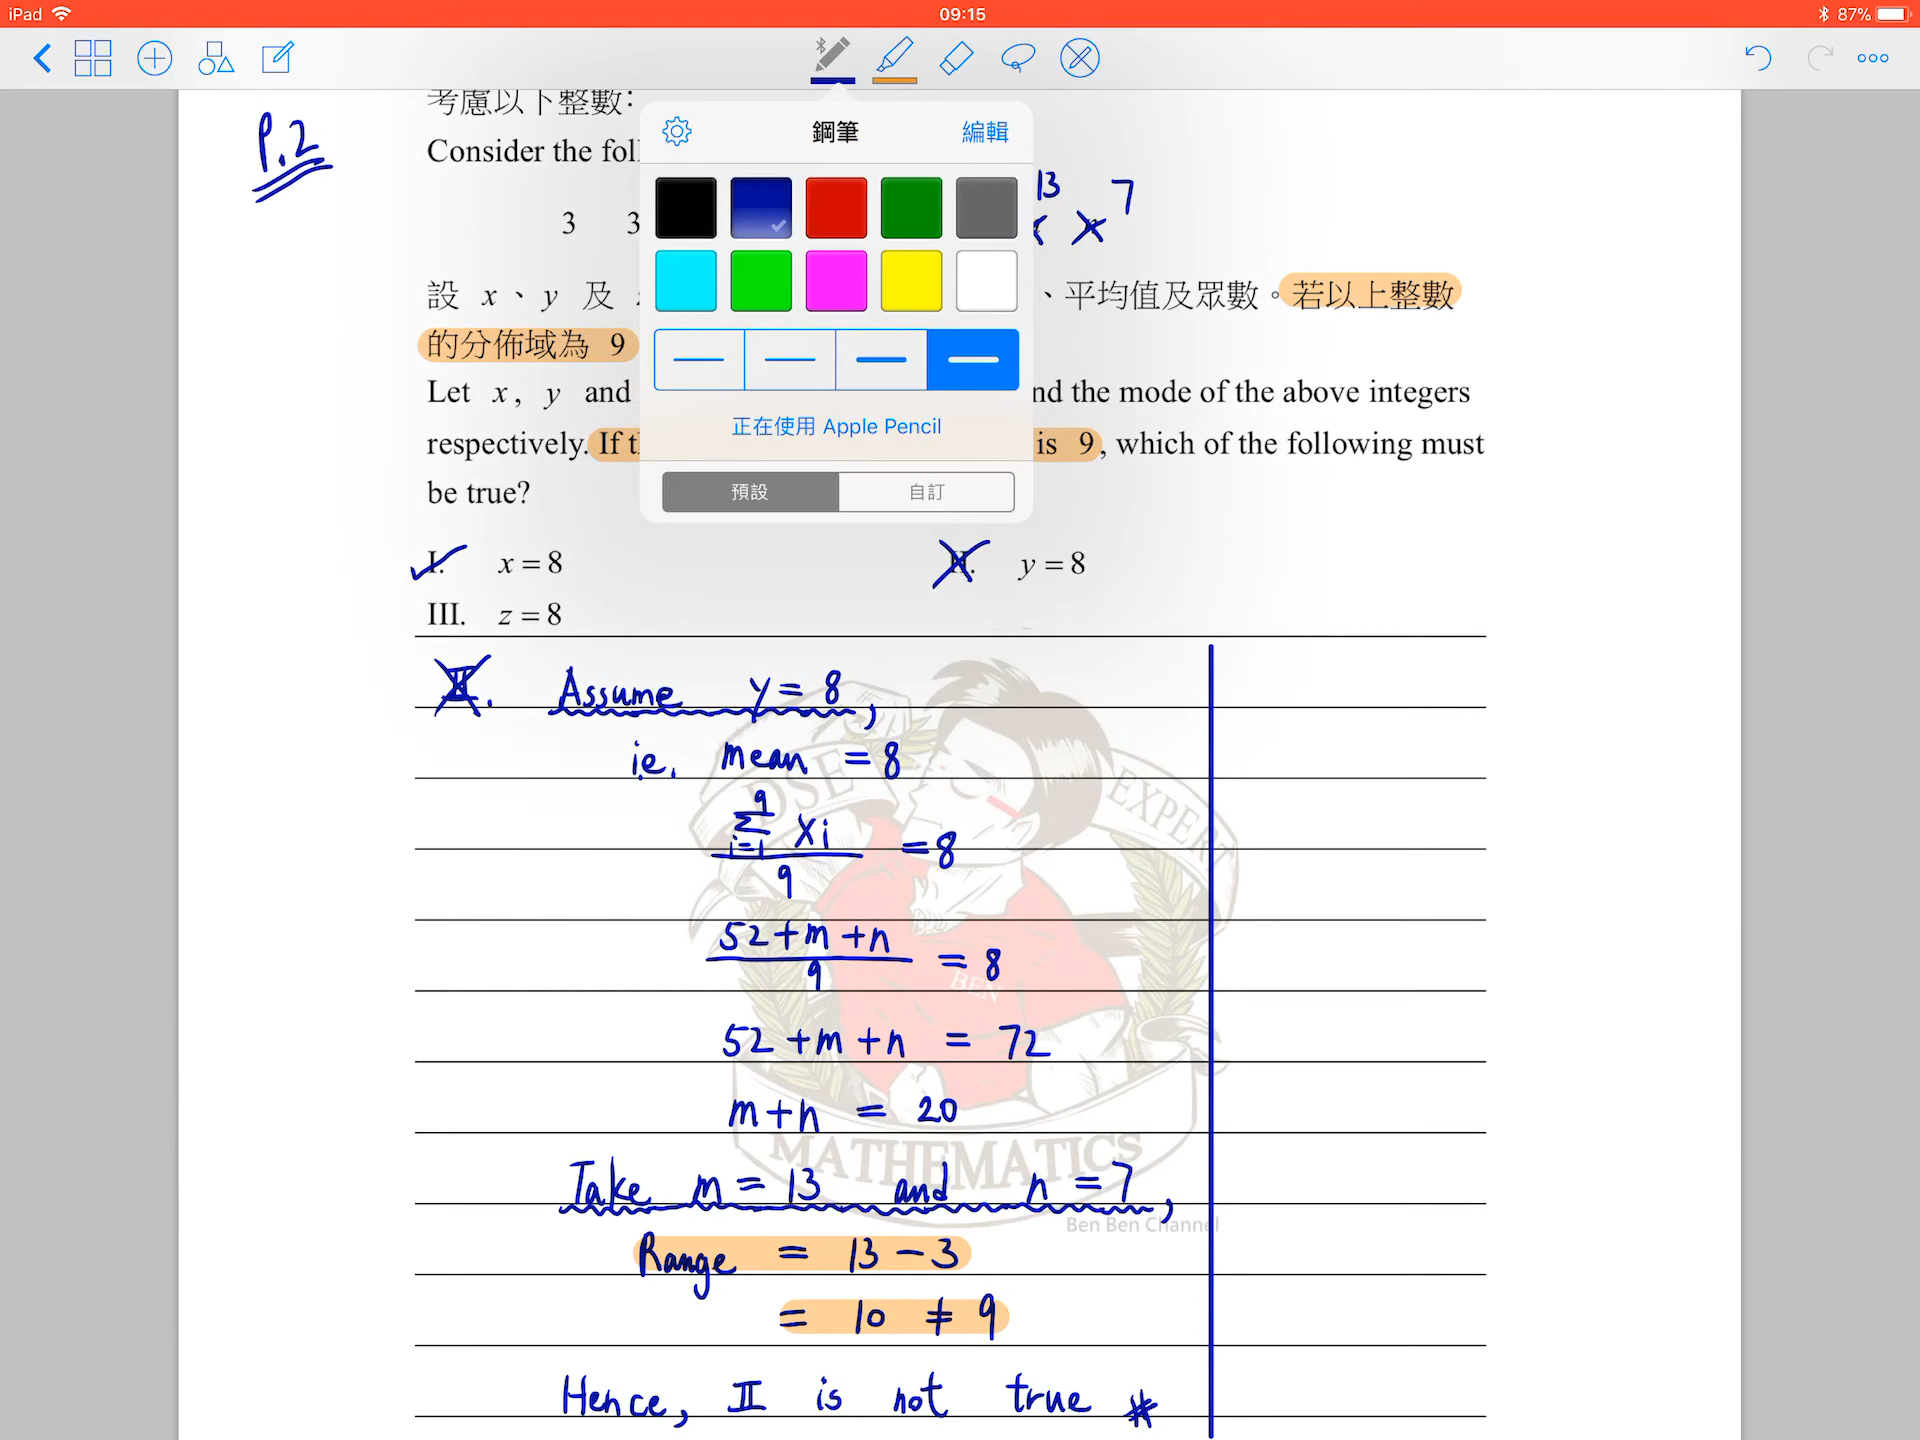 iPad 09:15 87%
P.2
考慮以下整數：
Consider the fol
鋼筆
編輯
3 3
13 7
設 x、y 及
、平均值及眾數。若以上整數
的分佈域為 9
Let x, y and
nd the mode of the above integers
正在使用 Apple Pencil
respectively. If t
is 9, which of the following must
be true?
預設
自訂
I. x = 8
II. y = 8
III. z = 8
II. Assume y = 8,
ie. mean = 8
9
Σ xi
i=1
9
= 8
52+m+n
9
= 8
52 +m +n = 72
m+n = 20
Take m = 13 and n = 7,
Range = 13 − 3
= 10 ≠ 9
Hence, II is not true *
DSE EXPERT
BEN
MATHEMATICS
Ben Ben Channel